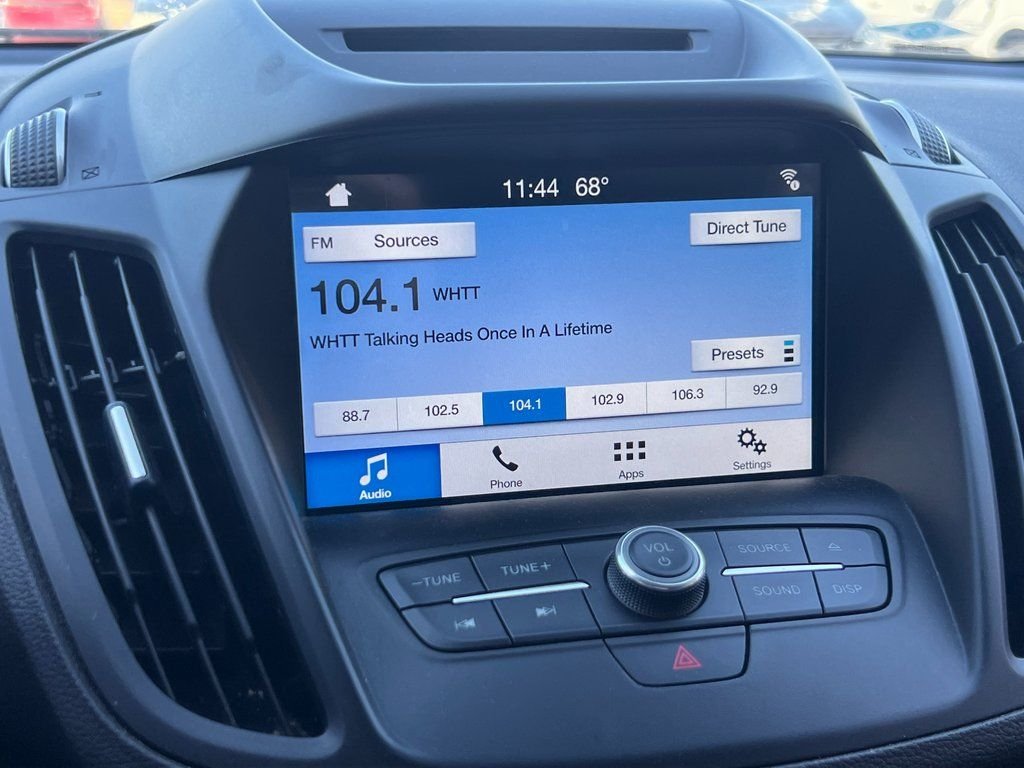 11:44 68°
FM Sources
Direct Tune
104.1 WHTT
WHTT Talking Heads Once In A Lifetime
Presets
88.7 102.5 104.1 102.9 106.3 92.9
Audio Phone Apps Settings
-TUNE TUNE+ VOL SOURCE
SOUND DISP